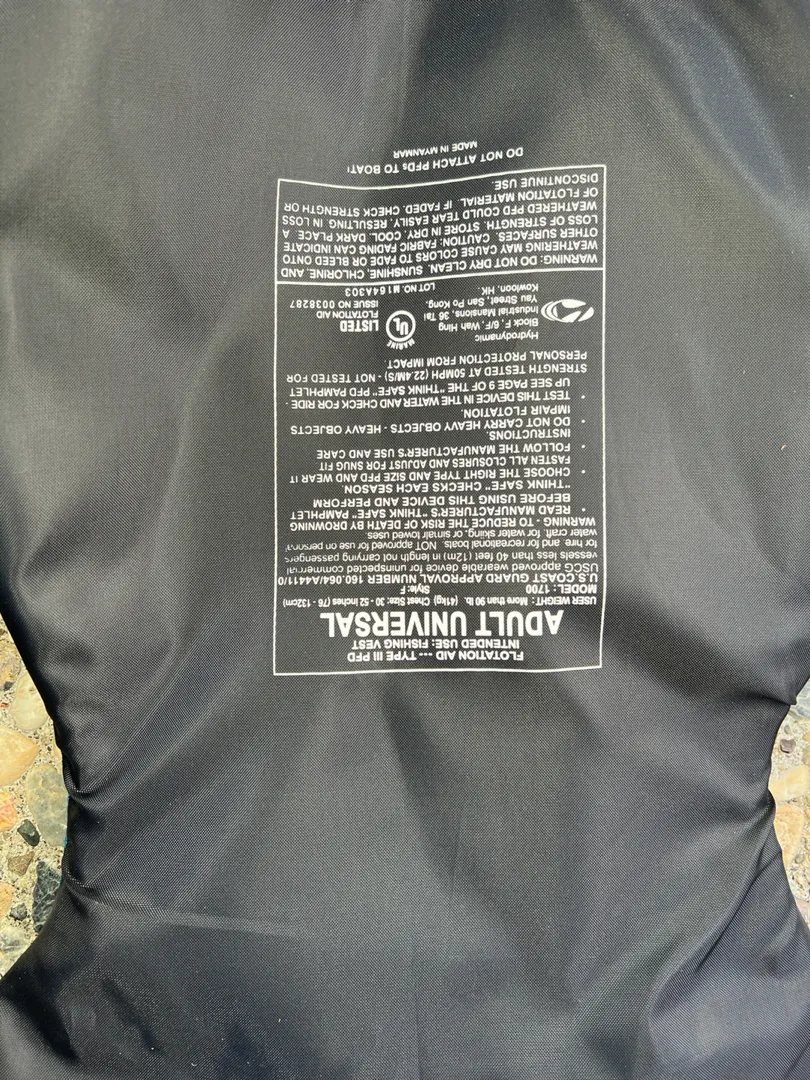 FLOTATION AID --- TYPE III PFD
INTENDED USE: FISHING VEST
ADULT UNIVERSAL
USER WEIGHT: More than 90 lb. (41kg) Chest Size: 30 - 52 inches (76 - 132cm)
MODEL: 1700 Style: F
U.S.COAST GUARD APPROVAL NUMBER 160.064/A4411/0
USCG approved wearable device for uninspected commercial
vessels less than 40 feet (12m) in length not carrying passengers
for hire and for recreational boats. NOT approved for use on personal
water craft, for water skiing, or simair towed uses.
WARNING - TO REDUCE THE RISK OF DEATH BY DROWNING
• READ MANUFACTURER'S "THINK SAFE" PAMPHLET
BEFORE USING THIS DEVICE AND PERFORM
"THINK SAFE" CHECKS EACH SEASON.
• CHOOSE THE RIGHT TYPE AND SIZE PFD AND WEAR IT
FASTEN ALL CLOSURES AND ADJUST FOR SNUG FIT
• FOLLOW THE MANUFACTURER'S CARE AND USE
INSTRUCTIONS.
• DO NOT CARRY HEAVY OBJECTS - HEAVY OBJECTS
IMPAIR FLOTATION.
• TEST THIS DEVICE IN THE WATER AND CHECK FOR RIDE -
UP SEE PAGE 9 OF THE "THINK SAFE" PFD PAMPHLET
STRENGTH TESTED AT 50MPH (22.4M/S) - NOT TESTED FOR
PERSONAL PROTECTION FROM IMPACT.
Hydrodynamic
Block F, 6/F, Wah Hing
Industrial Mansions, 36 Tai
Yau Street, San Po Kong,
Kowloon, HK.
MARINE
UL
LISTED
FLOTATION AID
ISSUE NO 0038287
LOT NO. M164A303
WARNING: DO NOT DRY CLEAN. SUNSHINE, CHLORINE, AND
WEATHERING MAY CAUSE COLORS TO FADE OR BLEED ONTO
OTHER SURFACES. CAUTION: FABRIC FADING CAN INDICATE
LOSS OF STRENGTH. STORE IN DRY, COOL, DARK PLACE. A
WEATHERED PFD COULD TEAR EASILY, RESULTING IN LOSS
OF FLOTATION MATERIAL. IF FADED, CHECK STRENGTH OR
DISCONTINUE USE.
DO NOT ATTACH PFDs TO BOAT!
MADE IN MYANMAR